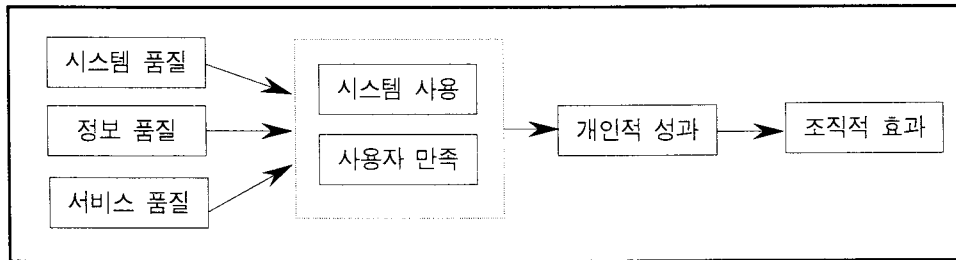 시스템 품질
정보 품질
서비스 품질
시스템 사용
사용자 만족
개인적 성과
조직적 효과